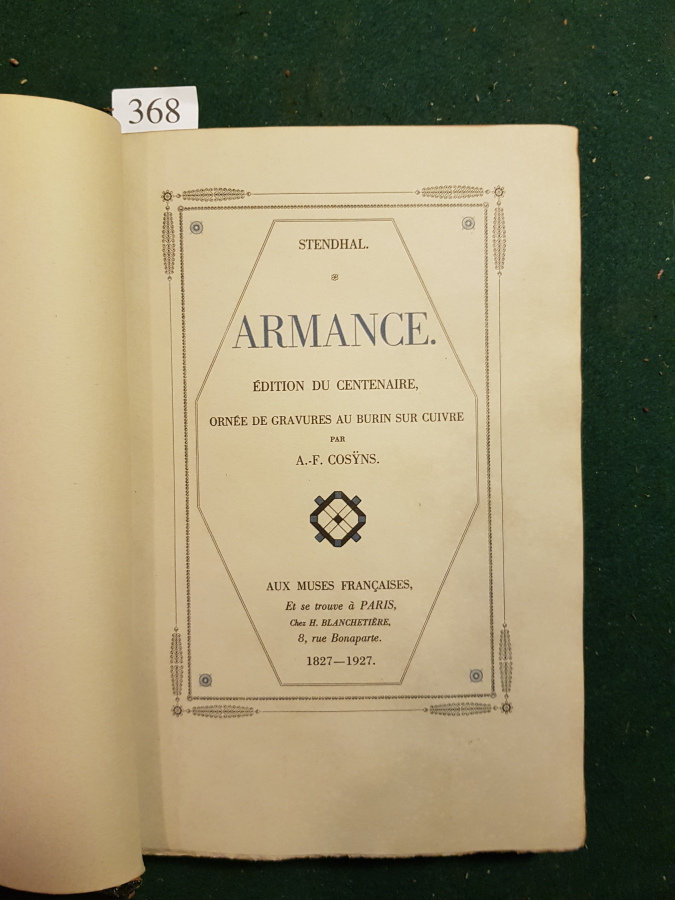 368
STENDHAL.
ARMANCE.
ÉDITION DU CENTENAIRE,
ORNÉE DE GRAVURES AU BURIN SUR CUIVRE
PAR
A.-F. COSŸNS.
AUX MUSES FRANÇAISES,
Et se trouve à PARIS,
Chez H. BLANCHETIÈRE,
8, rue Bonaparte.
1827—1927.